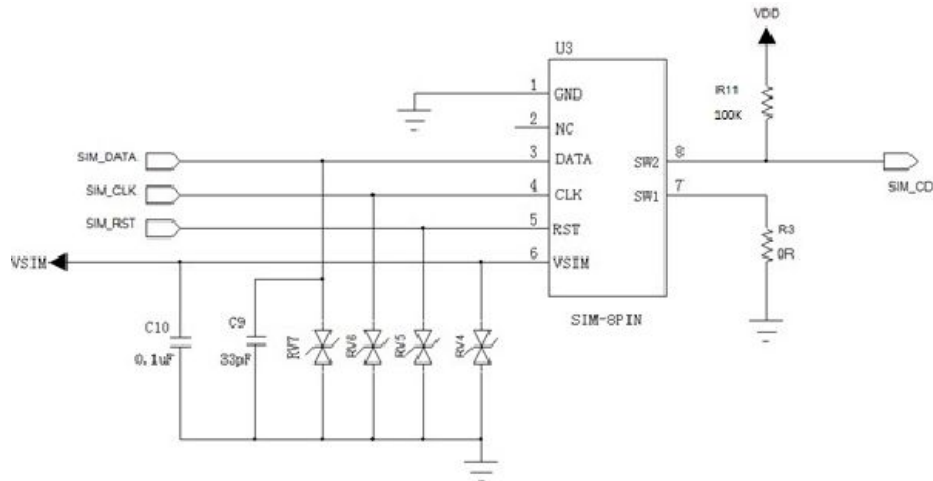 VDD
U3
1
GND
IR11
100K
2
NC
SIM_DATA
3
DATA
SW2
8
SIM_CD
SIM_CLK
4
CLK
SW1
7
SIM_RST
5
RST
R3
0R
VSIM
6
VSIM
SIM-8PIN
C10
0.1uF
C9
33pF
RV7
RV6
RV5
RV4